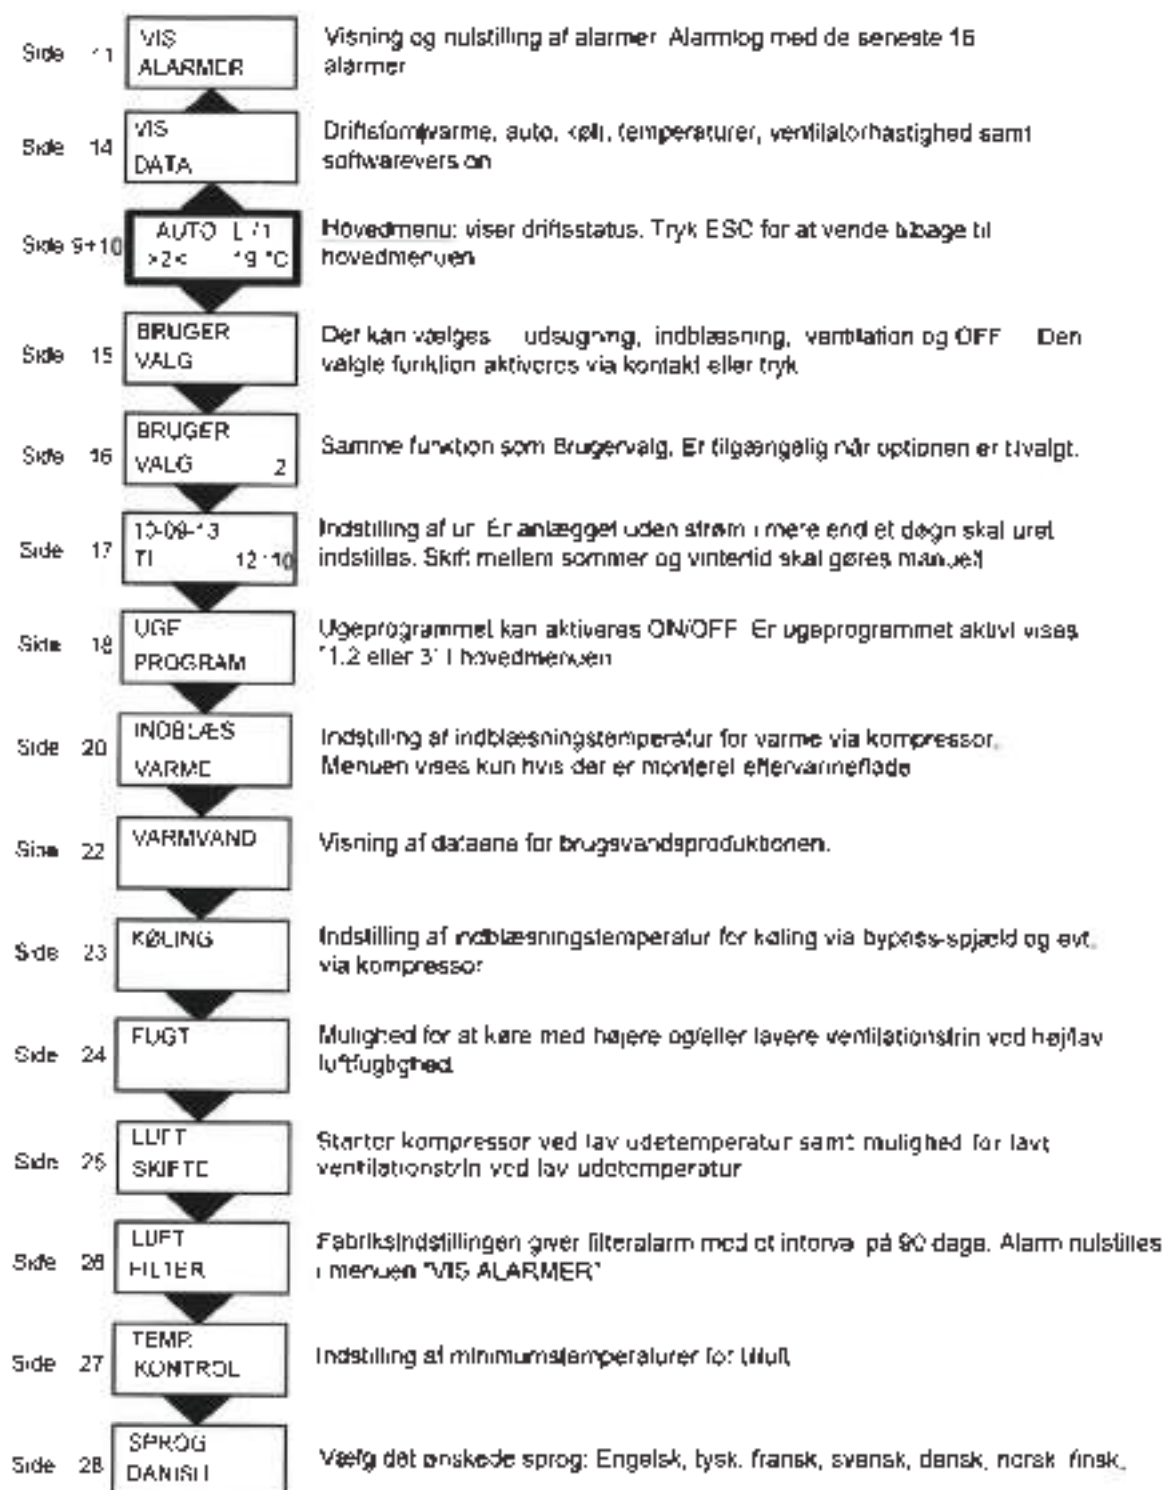 Side 11 VIS Visning og nulstilling af alarmer. Alarmlog med de seneste 16
ALARMER alarmer
VIS Driftsform varme, auto, køl, temperaturer, ventilatorhastighed samt
Side 14 DATA softwareversion
Side 9+10 AUTO L71 Hovedmenu: viser driftsstatus. Tryk ESC for at vende tilbage til
>2< 19 °C hovedmenuen
BRUGER Der kan vælges udsugning, indblæsning, ventilation og OFF Den
Side 15 VALG valgte funktion aktiveres via kontakt eller tryk
BRUGER
Side 16 VALG 2 Samme funktion som Brugervalg. Er tilgængelig når optionen er tilvalgt.
10-09-13 Indstilling af ur. Er anlægget uden strøm i mere end et døgn skal uret
Side 17 TI 12:10 indstilles. Skift mellem sommer og vintertid skal gøres manuelt
UGE Ugeprogrammet kan aktiveres ON/OFF Er ugeprogrammet aktivt vises
Side 18 PROGRAM "1.2 eller 3" i hovedmenuen
INDBLÆS Indstilling af indblæsningstemperatur for varme via kompressor.
Side 20 VARME Menuen vises kun hvis der er monteret eftervarmeflade
Side 22 VARMVAND Visning af dataene for brugsvandsproduktionen.
Side 23 KØLING Indstilling af indblæsningstemperatur for køling via bypass-spjæld og evt.
via kompressor
FUGT Mulighed for at køre med højere og/eller lavere ventilationstrin ved høj/lav
Side 24 luftfugtighed
LUFT Starter kompressor ved lav udetemperatur samt mulighed for lavt
Side 25 SKIFTE ventilationstrin ved lav udetemperatur
LUFT Fabriksindstillingen giver filteralarm med et interval på 90 dage. Alarm nulstilles
Side 26 FILTER i menuen "VIS ALARMER"
TEMP.
Side 27 KONTROL Indstilling af minimumstemperaturer for tilluft
SPROG
Side 28 DANISH Vælg det ønskede sprog: Engelsk, tysk, fransk, svensk, dansk, norsk, finsk.